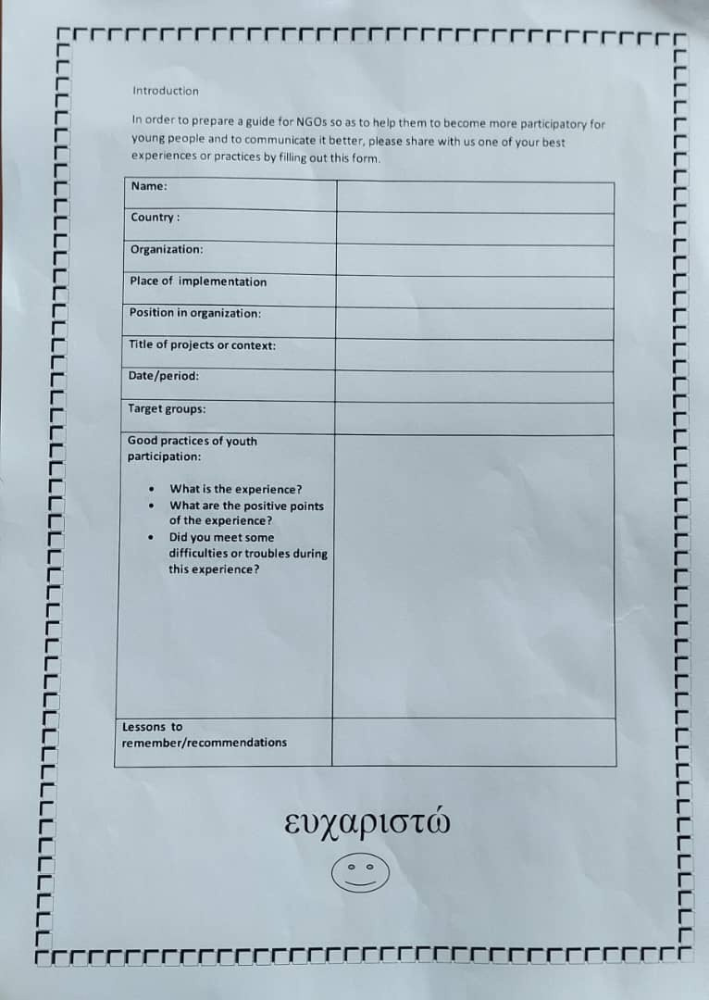 Introduction
In order to prepare a guide for NGOs so as to help them to become more participatory for
young people and to communicate it better, please share with us one of your best
experiences or practices by filling out this form.
Name:
Country :
Organization:
Place of implementation
Position in organization:
Title of projects or context:
Date/period:
Target groups:
Good practices of youth
participation:
• What is the experience?
• What are the positive points
of the experience?
• Did you meet some
difficulties or troubles during
this experience?
Lessons to
remember/recommendations
ευχαριστώ